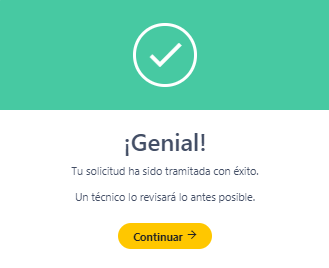 ¡Genial!
Tu solicitud ha sido tramitada con éxito.
Un técnico lo revisará lo antes posible.
Continuar →